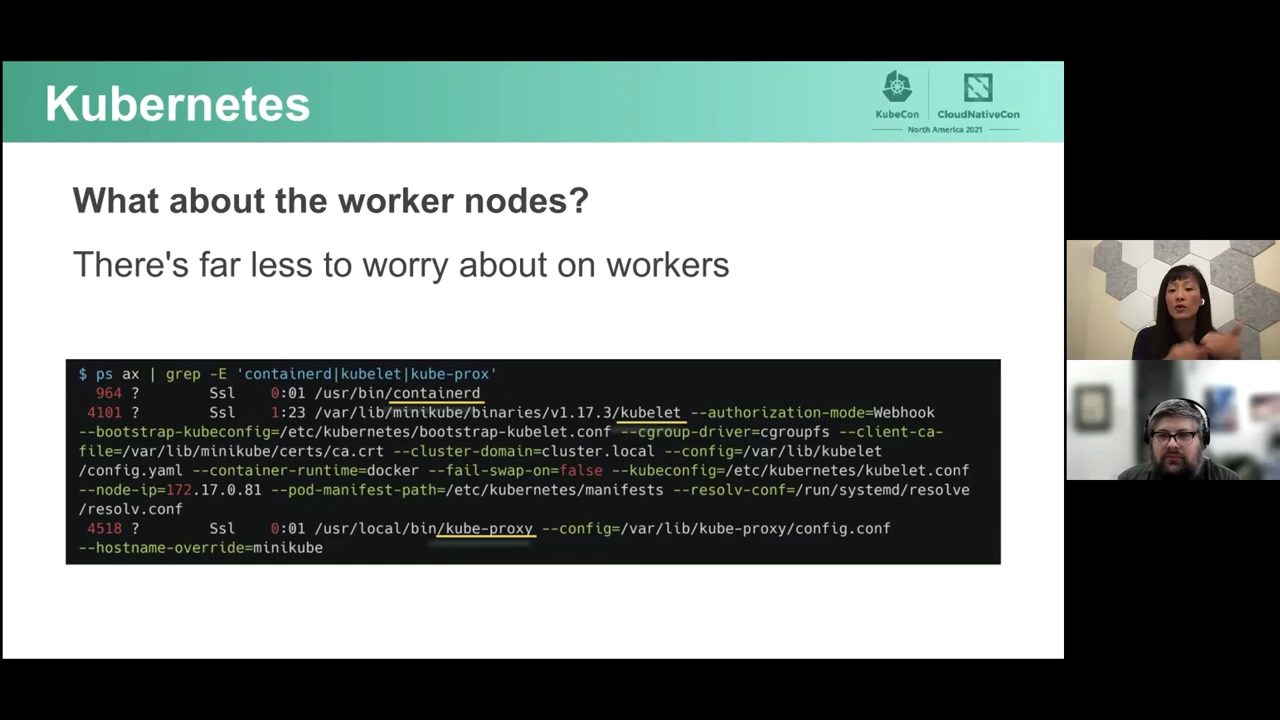 Kubernetes
KubeCon
CloudNativeCon
North America 2021
What about the worker nodes?
There's far less to worry about on workers
$ ps ax | grep -E 'containerd|kubelet|kube-prox'
964 ? Ssl 0:01 /usr/bin/containerd
4101 ? Ssl 1:23 /var/lib/minikube/binaries/v1.17.3/kubelet --authorization-mode=Webhook
--bootstrap-kubeconfig=/etc/kubernetes/bootstrap-kubelet.conf --cgroup-driver=cgroupfs --client-ca-
file=/var/lib/minikube/certs/ca.crt --cluster-domain=cluster.local --config=/var/lib/kubelet
/config.yaml --container-runtime=docker --fail-swap-on=false --kubeconfig=/etc/kubernetes/kubelet.conf
--node-ip=172.17.0.81 --pod-manifest-path=/etc/kubernetes/manifests --resolv-conf=/run/systemd/resolve
/resolv.conf
4518 ? Ssl 0:01 /usr/local/bin/kube-proxy --config=/var/lib/kube-proxy/config.conf
--hostname-override=minikube